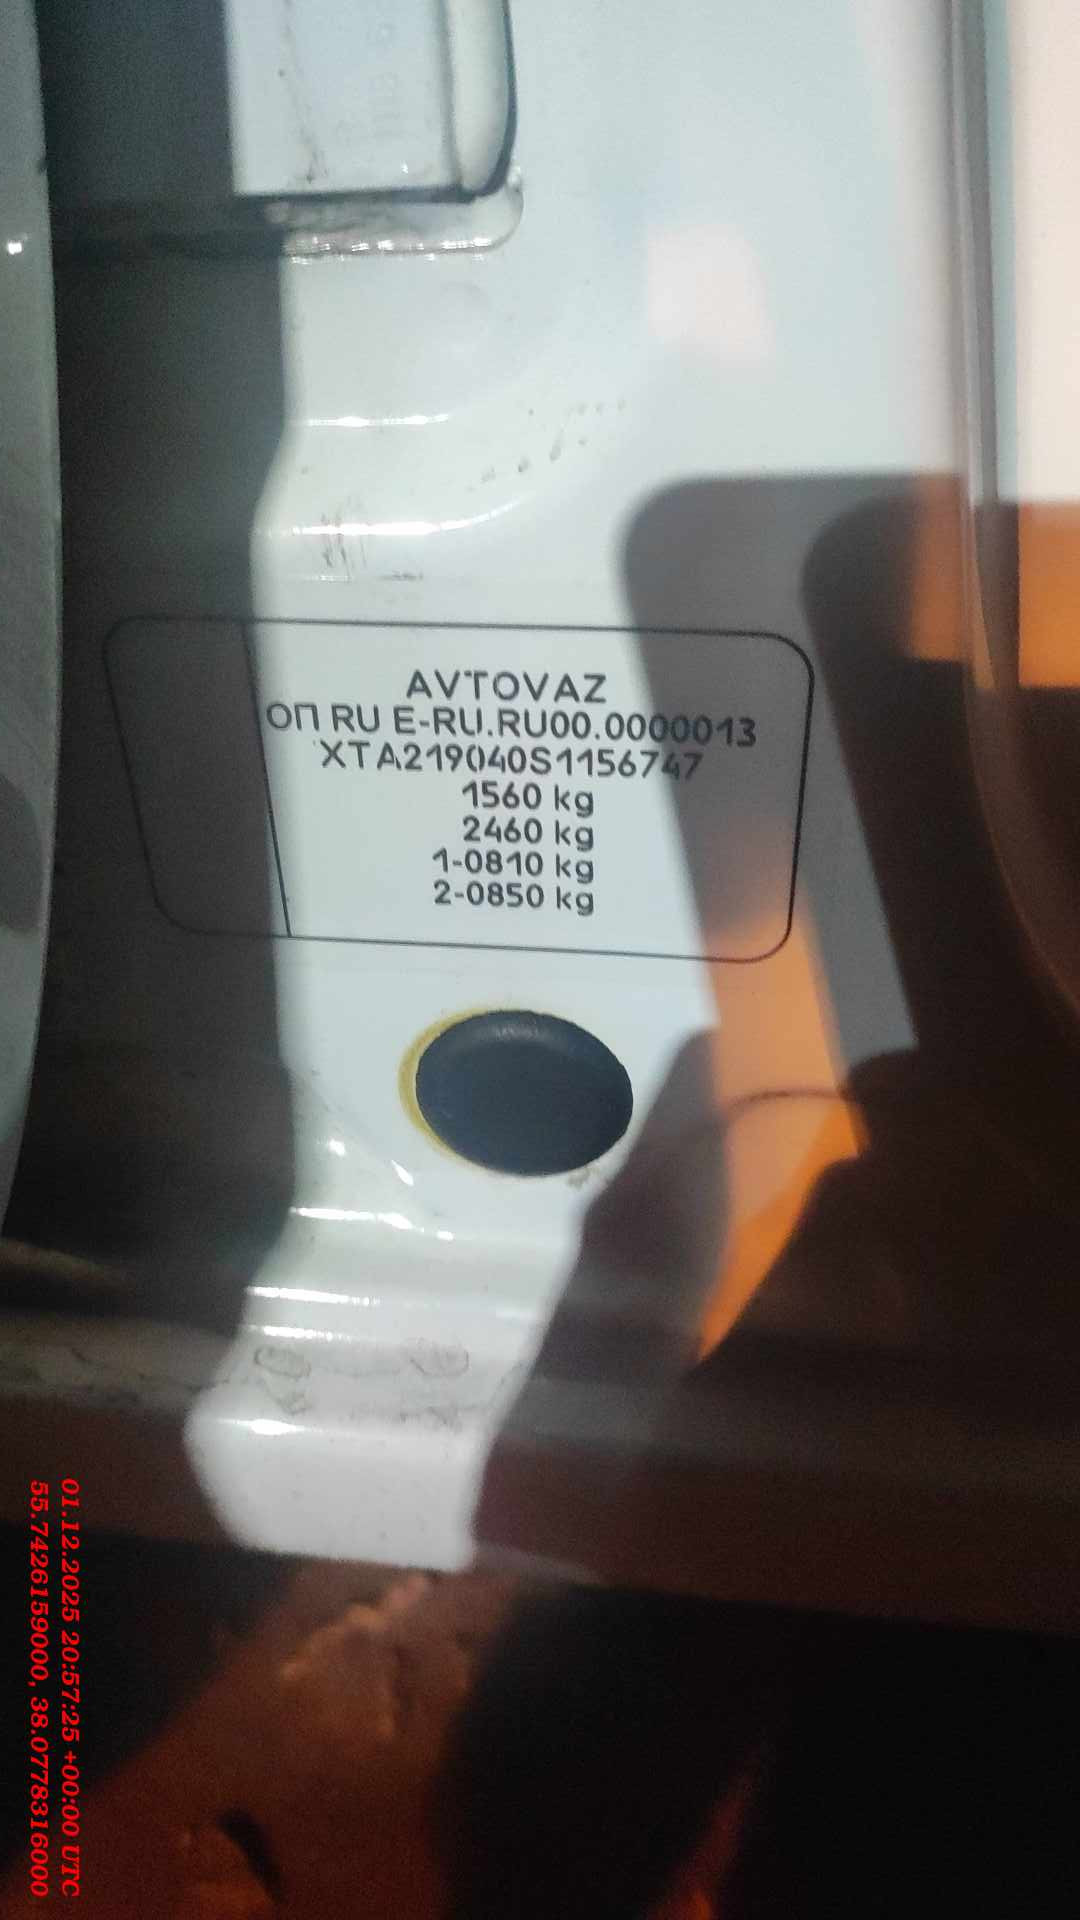 AVTOVAZ
ОП RU E-RU.RU00.0000013
XTA219040S1156747
1560 kg
2460 kg
1-0810 kg
2-0850 kg
01.12.2025 20:57:25 +00:00 UTC
55.7426159000, 38.0778316000